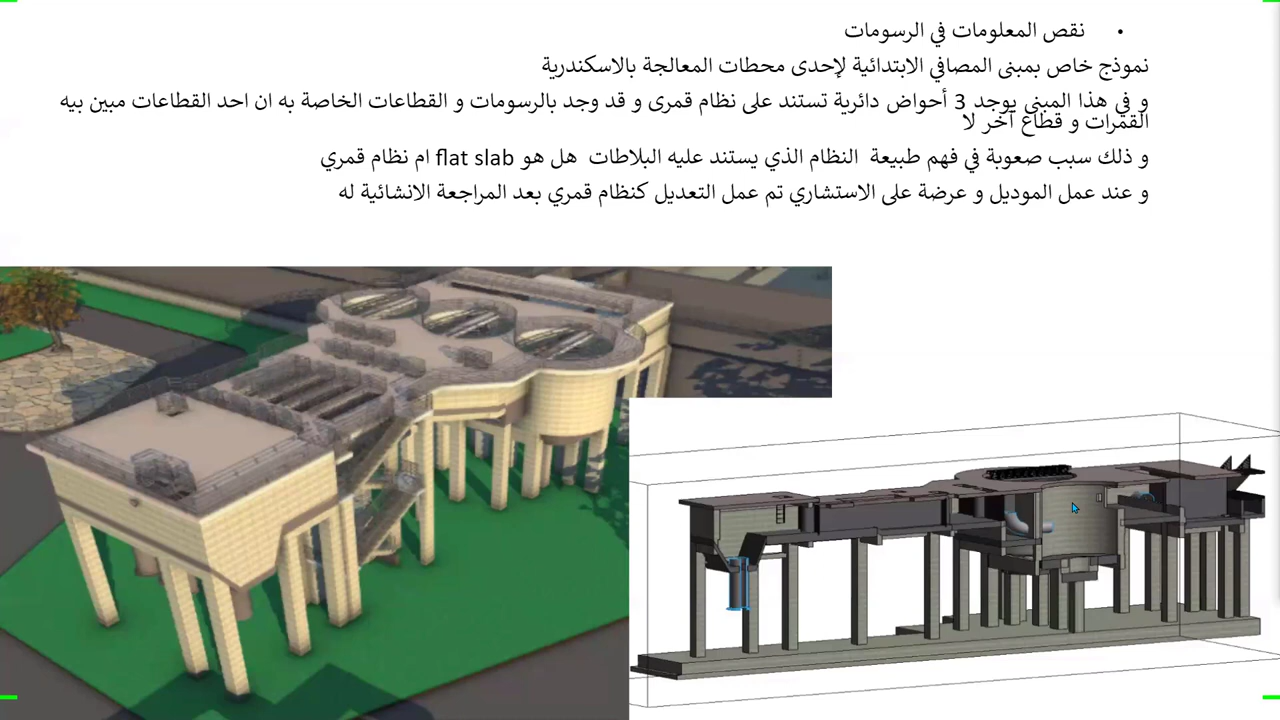 • نقص المعلومات في الرسومات
نموذج خاص بمبنى المصافي الابتدائية لإحدى محطات المعالجة بالاسكندرية
و في هذا المبنى يوجد 3 أحواض دائرية تستند على نظام قمرى و قد وجد بالرسومات و القطاعات الخاصة به ان احد القطاعات مبين بيه
القمرات و قطاع آخر لا
و ذلك سبب صعوبة في فهم طبيعة النظام الذي يستند عليه البلاطات هل هو flat slab ام نظام قمري
و عند عمل الموديل و عرضة على الاستشاري تم عمل التعديل كنظام قمري بعد المراجعة الانشائية له